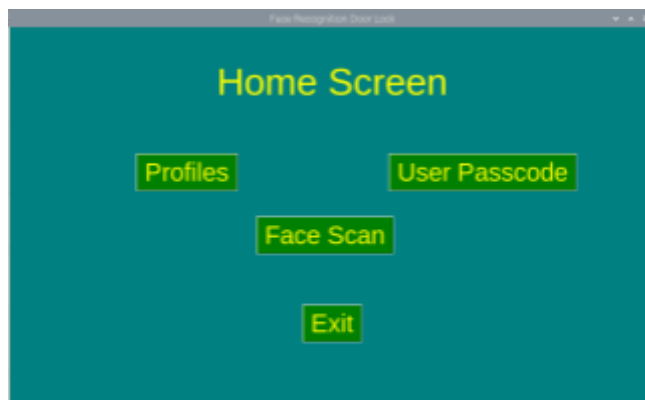 Face Recognition Door Lock
Home Screen
Profiles
User Passcode
Face Scan
Exit